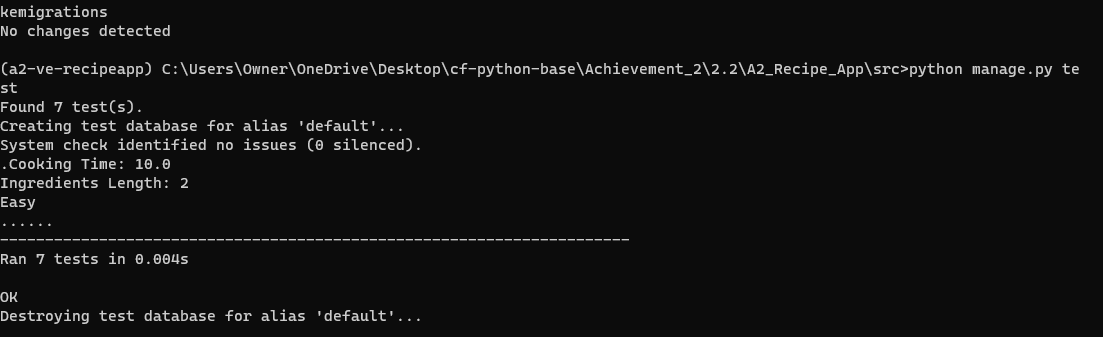 kemigrations
No changes detected
(a2-ve-recipeapp) C:\Users\Owner\OneDrive\Desktop\cf-python-base\Achievement_2\2.2\A2_Recipe_App\src>python manage.py te
st
Found 7 test(s).
Creating test database for alias 'default'...
System check identified no issues (0 silenced).
.Cooking Time: 10.0
Ingredients Length: 2
Easy
......
----------------------------------------------------------------------
Ran 7 tests in 0.004s
OK
Destroying test database for alias 'default'...